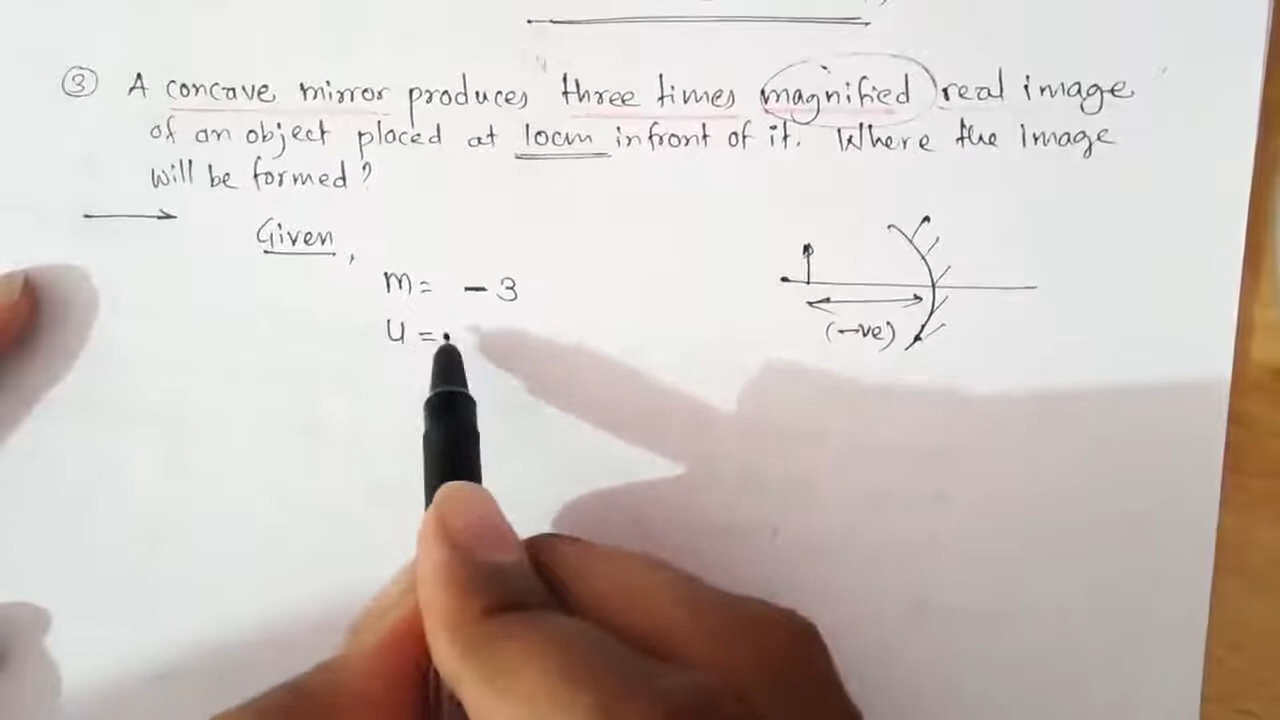 ③ A concave mirror produces "three times magnified real image"
of an object placed at 10cm infront of it. Where the image
will be formed?
Given,
m = - 3
u =
(-ve)